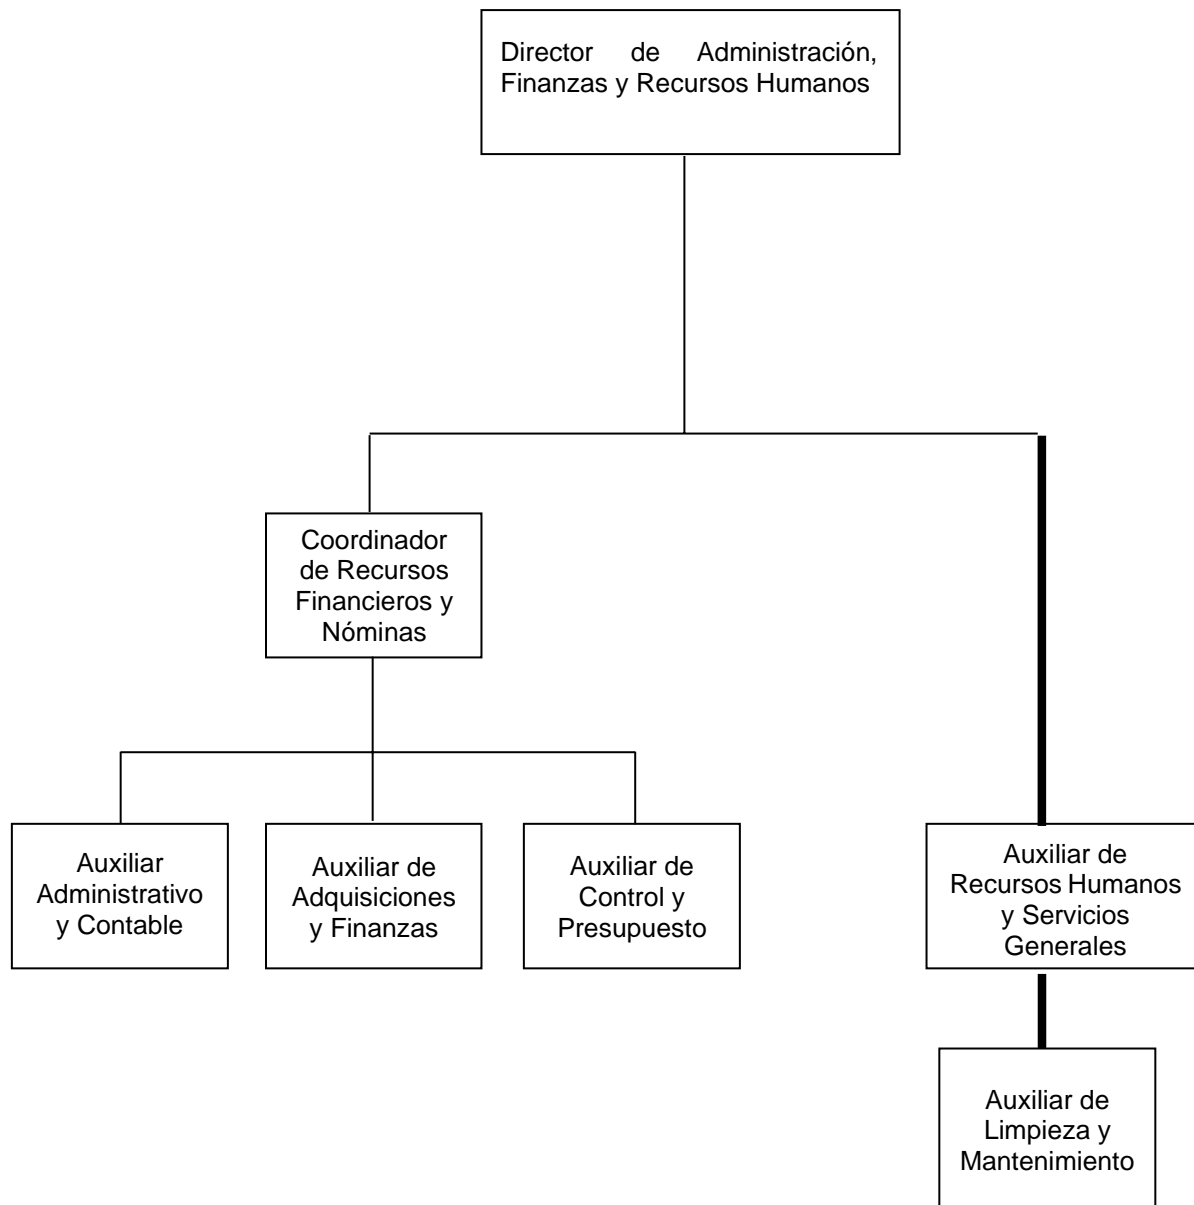 Director de Administración,
Finanzas y Recursos Humanos
Coordinador
de Recursos
Financieros y
Nóminas
Auxiliar
Administrativo
y Contable
Auxiliar de
Adquisiciones
y Finanzas
Auxiliar de
Control y
Presupuesto
Auxiliar de
Recursos Humanos
y Servicios
Generales
Auxiliar de
Limpieza y
Mantenimiento